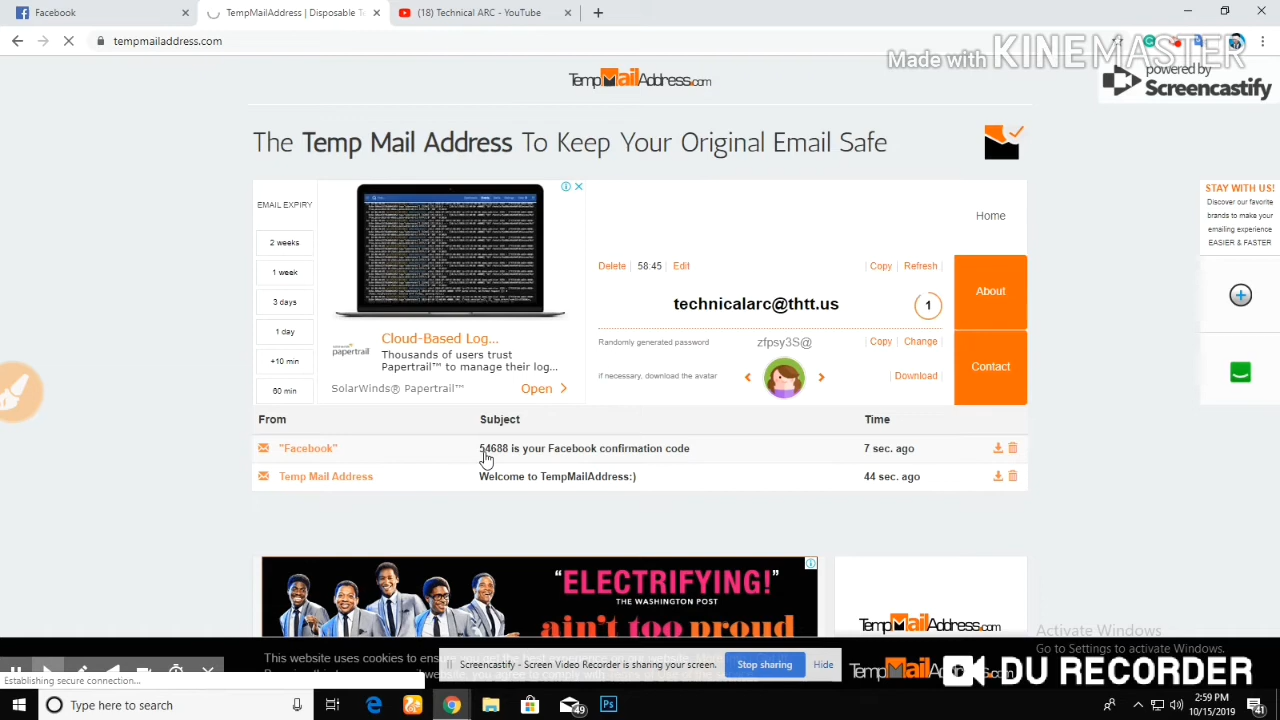 Facebook
TempMailAddress | Disposable T
(18) Technical ARC - YouTube
tempmailaddress.com
Made with KINEMASTER
powered by
Screencastify
TempMailAddress.com
The Temp Mail Address To Keep Your Original Email Safe
EMAIL EXPIRY
2 weeks
1 week
3 days
1 day
+10 min
60 min
Cloud-Based Log...
Thousands of users trust
Papertrail™ to manage their log...
papertrail
SolarWinds® Papertrail™
Open
Delete 58:45 Edit Copy Refresh
technicalarc@thtt.us 1
Randomly generated password zfpsy3S@ Copy Change
if necessary, download the avatar Download
Home
About
Contact
STAY WITH US!
Discover our favorite
brands to make your
emailing experience
EASIER & FASTER
From Subject Time
"Facebook" 54688 is your Facebook confirmation code 7 sec. ago
Temp Mail Address Welcome to TempMailAddress:) 44 sec. ago
“ELECTRIFYING!”
THE WASHINGTON POST
ain't too proud
TempMailAddress.com
Activate Windows
Go to Settings to activate Windows.
This website uses cookies to ensu
Screencastify - Screen Video Recorder is sharing your screen. Stop sharing Hide
DU RECORDER
Establishing secure connection...
Type here to search
49
Ps
2:59 PM
10/15/2019
41